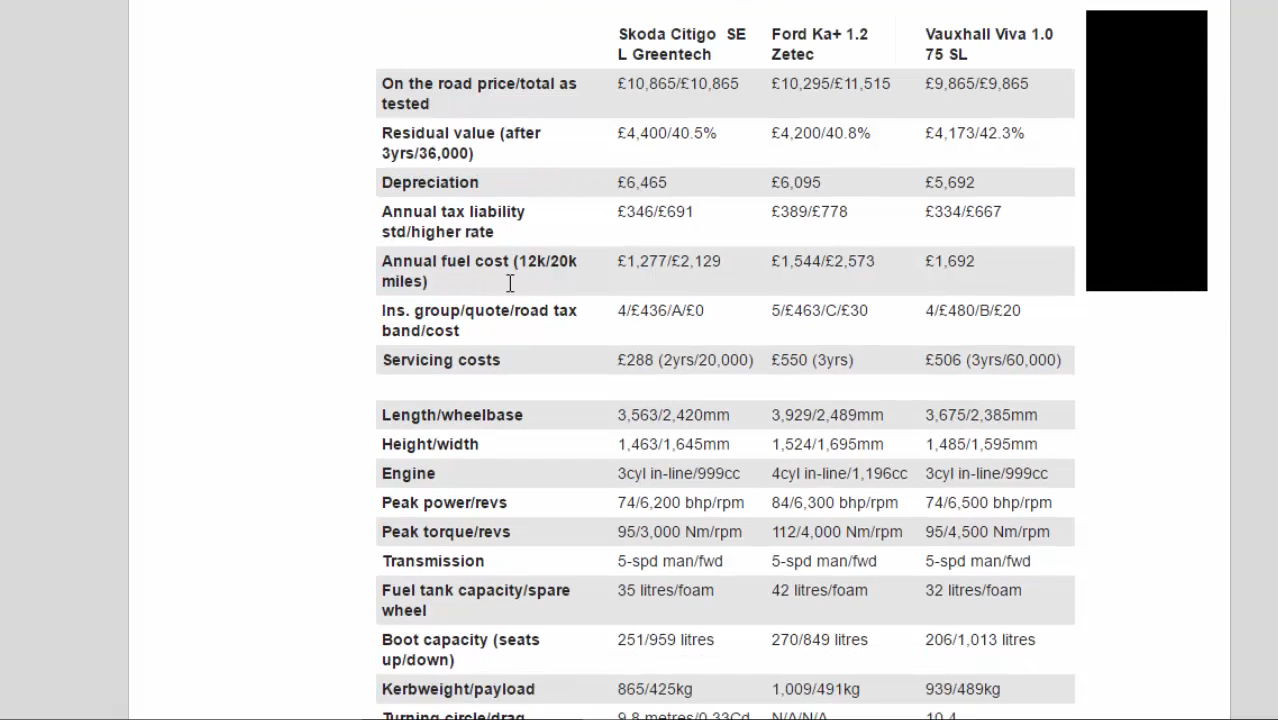 Skoda Citigo SE Ford Ka+ 1.2 Vauxhall Viva 1.0
L Greentech Zetec 75 SL
On the road price/total as £10,865/£10,865 £10,295/£11,515 £9,865/£9,865
tested
Residual value (after £4,400/40.5% £4,200/40.8% £4,173/42.3%
3yrs/36,000)
Depreciation £6,465 £6,095 £5,692
Annual tax liability £346/£691 £389/£778 £334/£667
std/higher rate
Annual fuel cost (12k/20k £1,277/£2,129 £1,544/£2,573 £1,692
miles)
Ins. group/quote/road tax 4/£436/A/£0 5/£463/C/£30 4/£480/B/£20
band/cost
Servicing costs £288 (2yrs/20,000) £550 (3yrs) £506 (3yrs/60,000)
Length/wheelbase 3,563/2,420mm 3,929/2,489mm 3,675/2,385mm
Height/width 1,463/1,645mm 1,524/1,695mm 1,485/1,595mm
Engine 3cyl in-line/999cc 4cyl in-line/1,196cc 3cyl in-line/999cc
Peak power/revs 74/6,200 bhp/rpm 84/6,300 bhp/rpm 74/6,500 bhp/rpm
Peak torque/revs 95/3,000 Nm/rpm 112/4,000 Nm/rpm 95/4,500 Nm/rpm
Transmission 5-spd man/fwd 5-spd man/fwd 5-spd man/fwd
Fuel tank capacity/spare 35 litres/foam 42 litres/foam 32 litres/foam
wheel
Boot capacity (seats 251/959 litres 270/849 litres 206/1,013 litres
up/down)
Kerbweight/payload 865/425kg 1,009/491kg 939/489kg
Turning circle/drag 9.8 metres/0.33Cd N/A/N/A 10.4